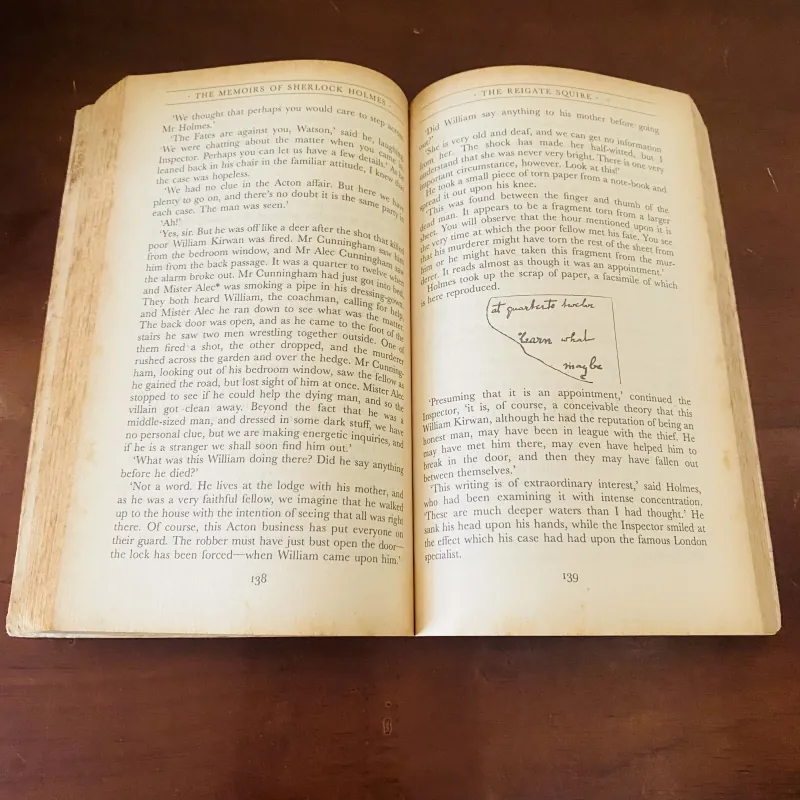 · THE MEMOIRS OF SHERLOCK HOLMES ·
‘We thought that perhaps you would care to step across,
Mr Holmes.’
‘The Fates are against you, Watson,’ said he, laughing.
‘We were chatting about the matter when you came in,
Inspector. Perhaps you can let us have a few details.’ As he
leaned back in his chair in the familiar attitude, I knew that
the case was hopeless.
‘We had no clue in the Acton affair. But here we have
plenty to go on, and there's no doubt it is the same party in
each case. The man was seen.’
‘Ah!’
‘Yes, sir. But he was off like a deer after the shot that killed
poor William Kirwan was fired. Mr Cunningham saw him
from the bedroom window, and Mr Alec Cunningham saw
him from the back passage. It was a quarter to twelve when
the alarm broke out. Mr Cunningham had just got into bed,
and Mister Alec* was smoking a pipe in his dressing-gown.
They both heard William, the coachman, calling for help,
and Mister Alec he ran down to see what was the matter.
The back door was open, and as he came to the foot of the
stairs he saw two men wrestling together outside. One of
them fired a shot, the other dropped, and the murderer
rushed across the garden and over the hedge. Mr Cunning-
ham, looking out of his bedroom window, saw the fellow as
he gained the road, but lost sight of him at once. Mister Alec
stopped to see if he could help the dying man, and so the
villain got clean away. Beyond the fact that he was a
middle-sized man, and dressed in some dark stuff, we have
no personal clue, but we are making energetic inquiries, and
if he is a stranger we shall soon find him out.’
‘What was this William doing there? Did he say anything
before he died?’
‘Not a word. He lives at the lodge with his mother, and
as he was a very faithful fellow, we imagine that he walked
up to the house with the intention of seeing that all was right
there. Of course, this Acton business has put everyone on
their guard. The robber must have just bust open the door—
the lock has been forced—when William came upon him.’
138
· THE REIGATE SQUIRE ·
‘Did William say anything to his mother before going
out?’
‘She is very old and deaf, and we can get no information
from her. The shock has made her half-witted, but I
understand that she was never very bright. There is one very
important circumstance, however. Look at this!’
He took a small piece of torn paper from a note-book and
spread it out upon his knee.
‘This was found between the finger and thumb of the
dead man. It appears to be a fragment torn from a larger
sheet. You will observe that the hour mentioned upon it is
the very time at which the poor fellow met his fate. You see
that his murderer might have torn the rest of the sheet from
him or he might have taken this fragment from the mur-
derer. It reads almost as though it was an appointment.’
Holmes took up the scrap of paper, a facsimile of which
is here reproduced.
at quarter to twelve
learn what
maybe
‘Presuming that it is an appointment,’ continued the
Inspector, ‘it is, of course, a conceivable theory that this
William Kirwan, although he had the reputation of being an
honest man, may have been in league with the thief. He
may have met him there, may even have helped him to
break in the door, and then they may have fallen out
between themselves.’
‘This writing is of extraordinary interest,’ said Holmes,
who had been examining it with intense concentration.
‘These are much deeper waters than I had thought.’ He
sank his head upon his hands, while the Inspector smiled at
the effect which his case had had upon the famous London
specialist.
139